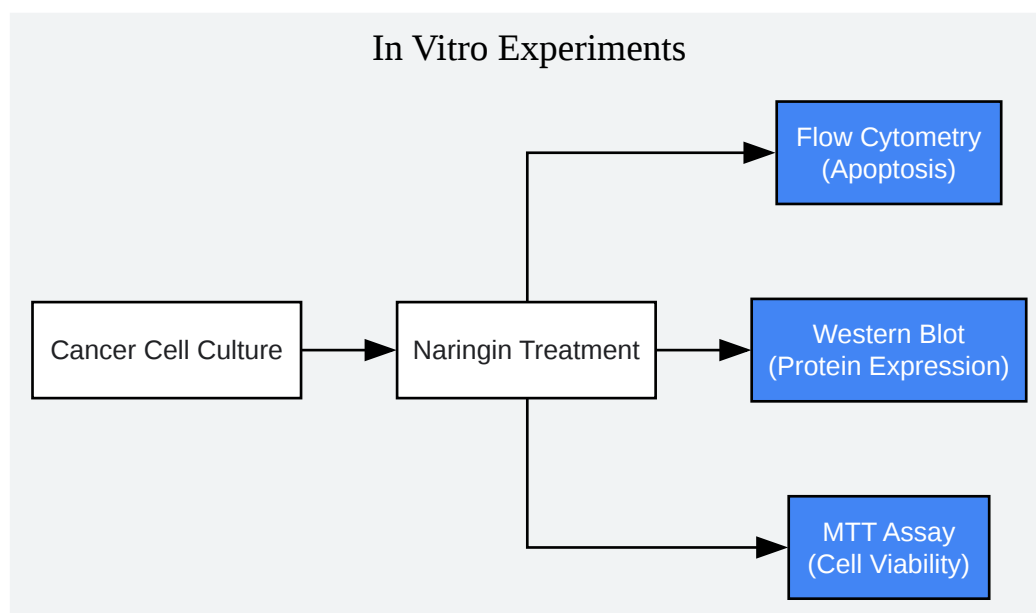 In Vitro Experiments
Flow Cytometry
(Apoptosis)
Cancer Cell Culture
Naringin Treatment
Western Blot
(Protein Expression)
MTT Assay
(Cell Viability)